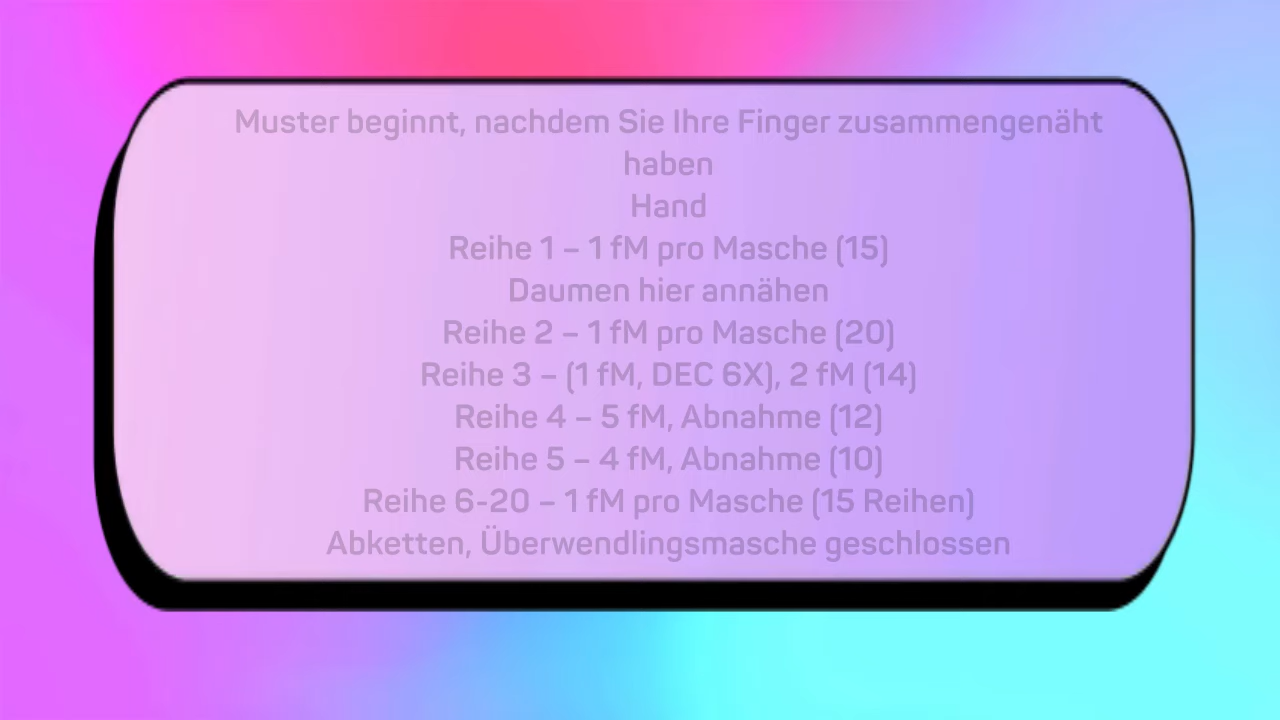 Muster beginnt, nachdem Sie Ihre Finger zusammengenäht
haben
Hand
Reihe 1 – 1 fM pro Masche (15)
Daumen hier annähen
Reihe 2 – 1 fM pro Masche (20)
Reihe 3 – (1 fM, DEC 6X), 2 fM (14)
Reihe 4 – 5 fM, Abnahme (12)
Reihe 5 – 4 fM, Abnahme (10)
Reihe 6-20 – 1 fM pro Masche (15 Reihen)
Abketten, Überwendlingsmasche geschlossen